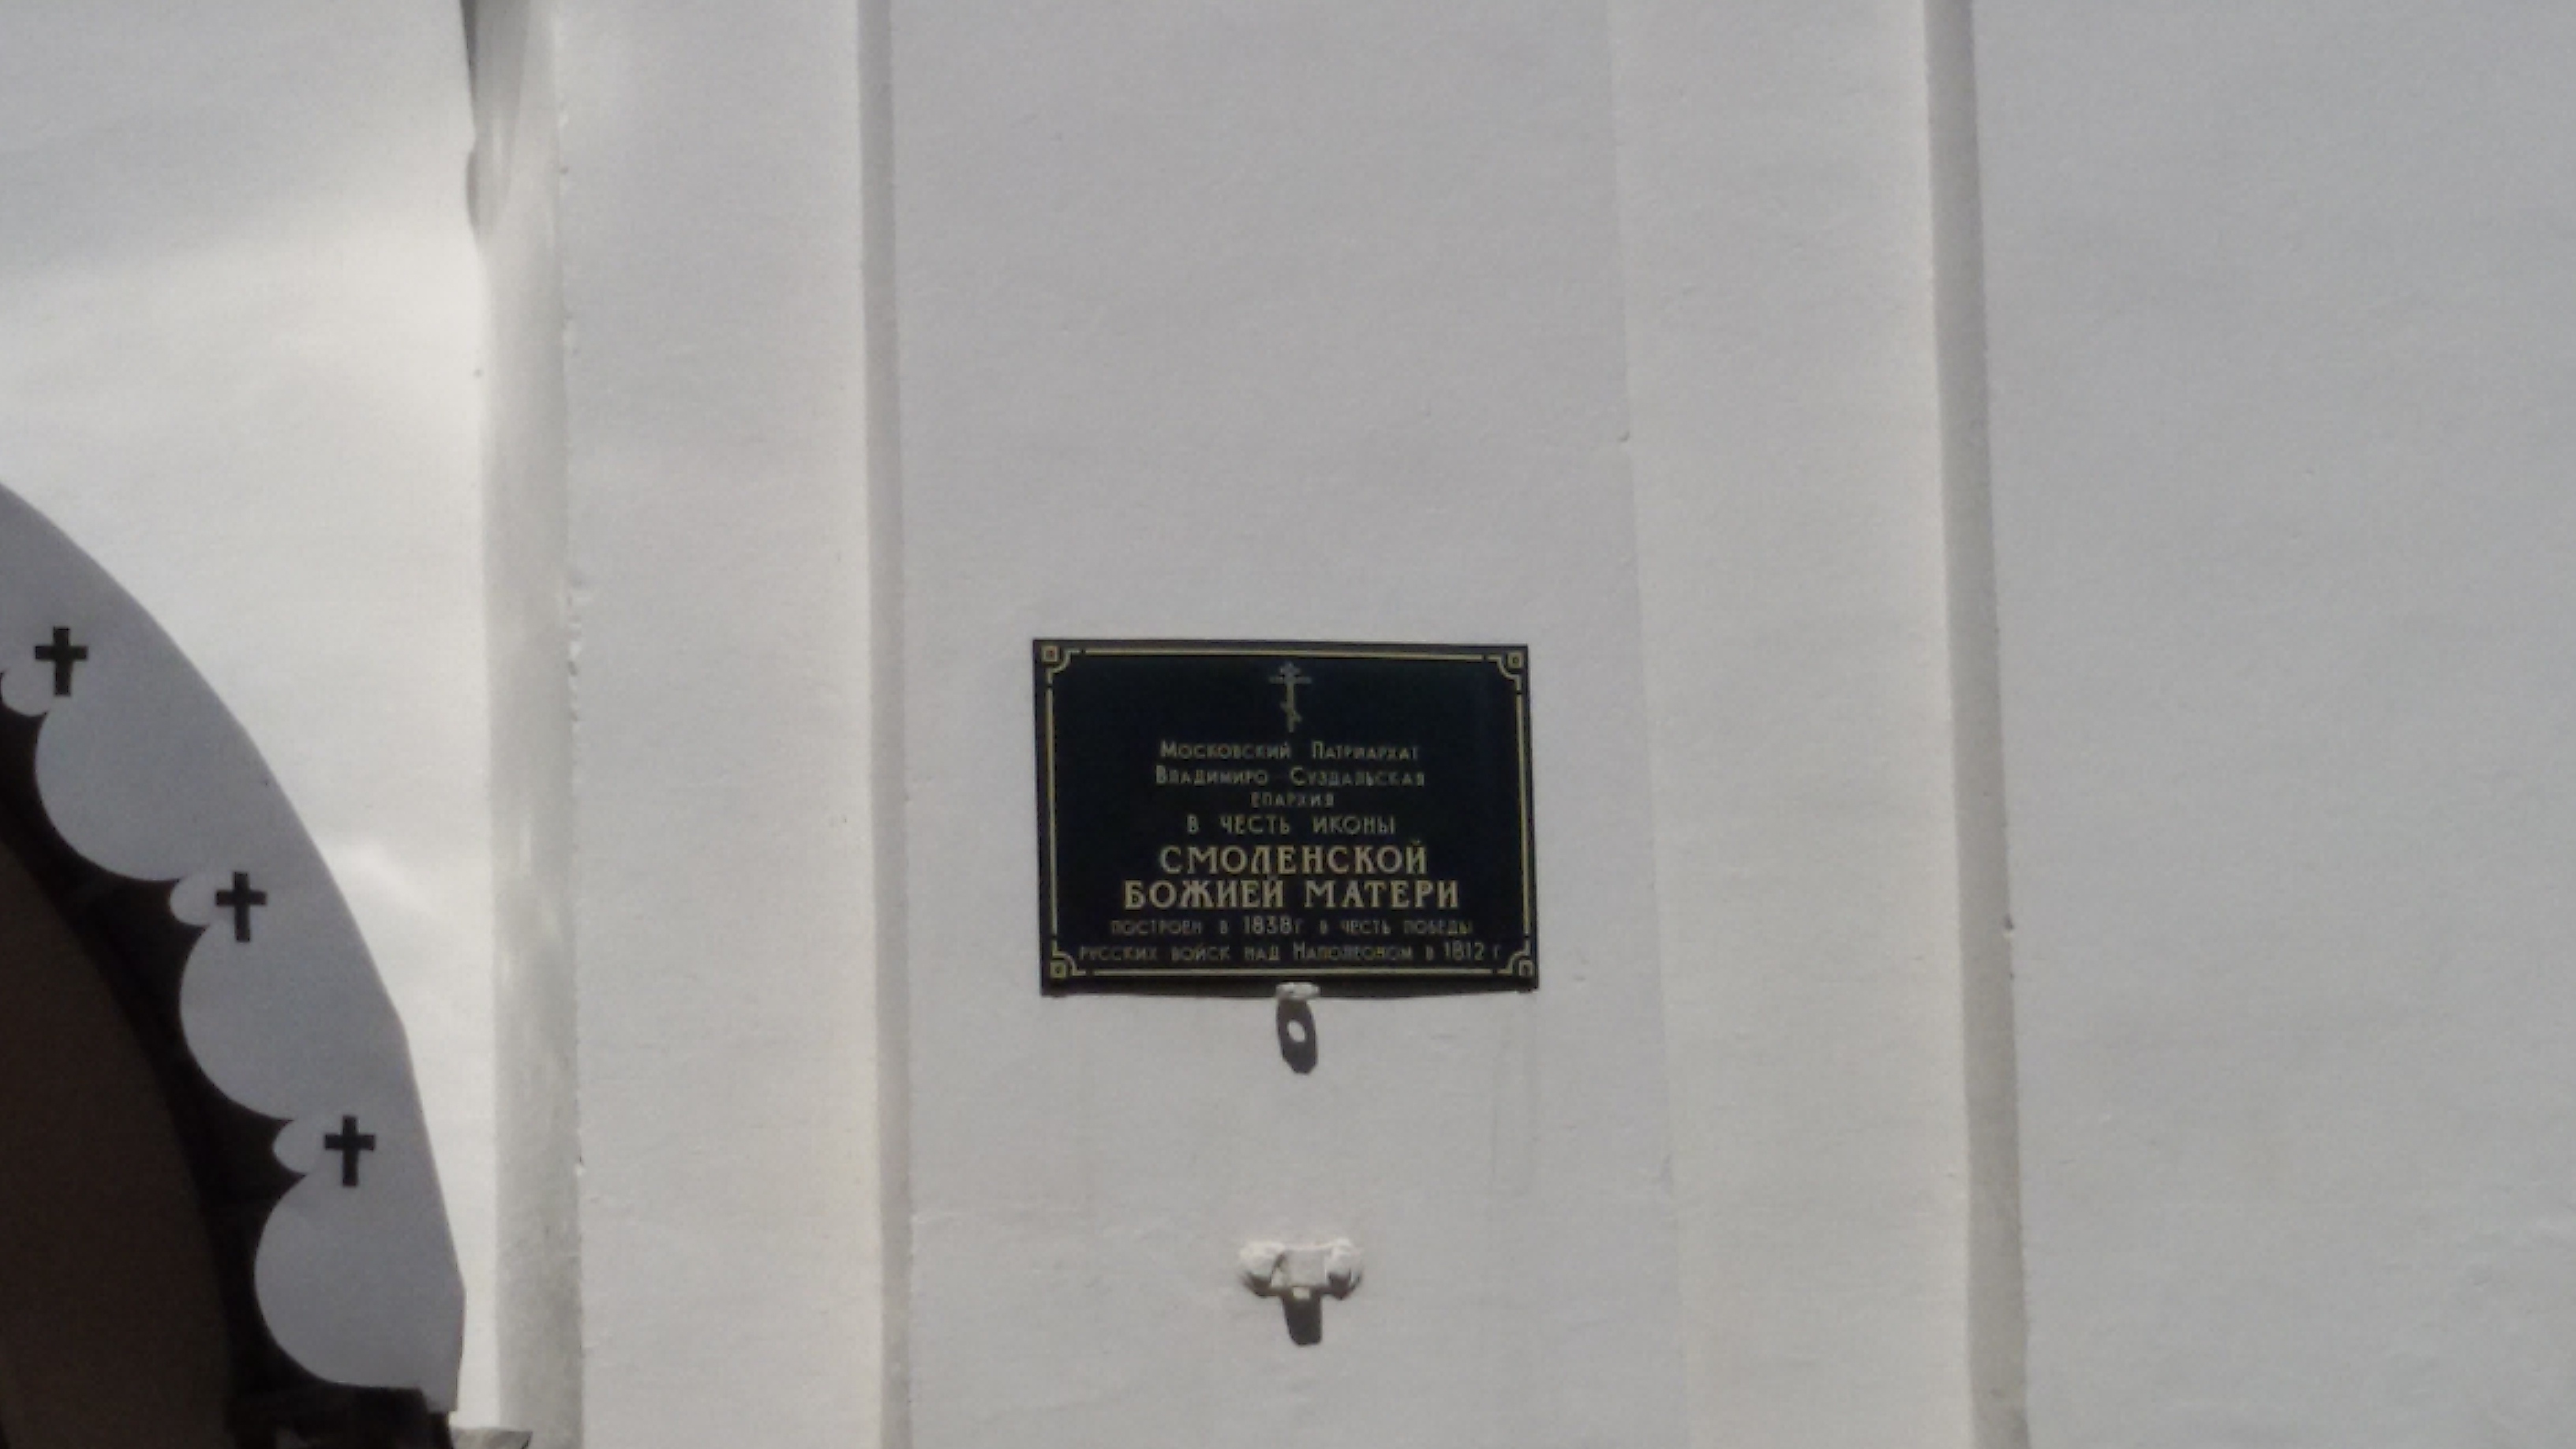 Московский Патриархат
Владимиро Суздальская
епархия
в честь иконы
СМОЛЕНСКОЙ
БОЖИЕЙ МАТЕРИ
построен в 1838г. в честь победы
русских войск над Наполеоном в 1812 г